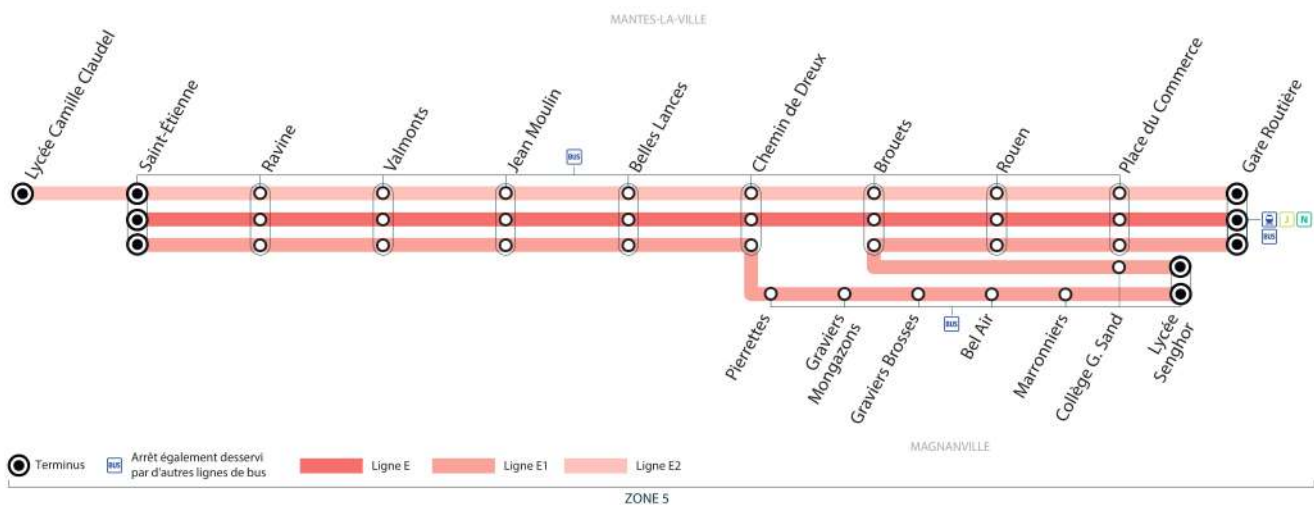 MANTES-LA-VILLE
Lycée Camille Claudel
Saint-Étienne
Ravine
Valmonts
Jean Moulin
Belles Lances
Chemin de Dreux
Brouets
Rouen
Place du Commerce
Gare Routière
BUS
J
N
BUS
BUS
Pierrettes
Graviers
Mongazons
Graviers Brosses
Bel Air
Marronniers
Collège G. Sand
Lycée
Senghor
MAGNANVILLE
Terminus
BUS
Arrêt également desservi
par d'autres lignes de bus
Ligne E
Ligne E1
Ligne E2
ZONE 5